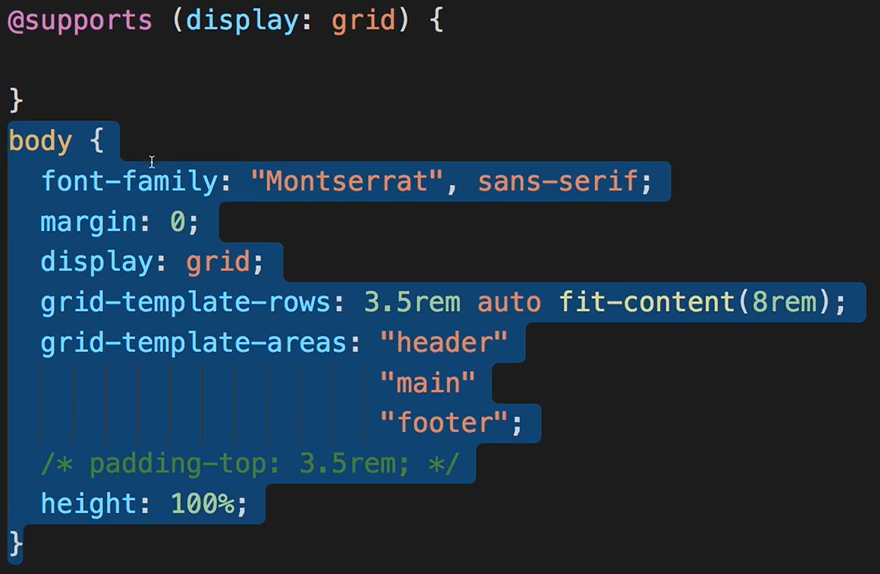 @supports (display: grid) {
}
body {
font-family: "Montserrat", sans-serif;
margin: 0;
display: grid;
grid-template-rows: 3.5rem auto fit-content(8rem);
grid-template-areas: "header"
"main"
"footer";
/* padding-top: 3.5rem; */
height: 100%;
}